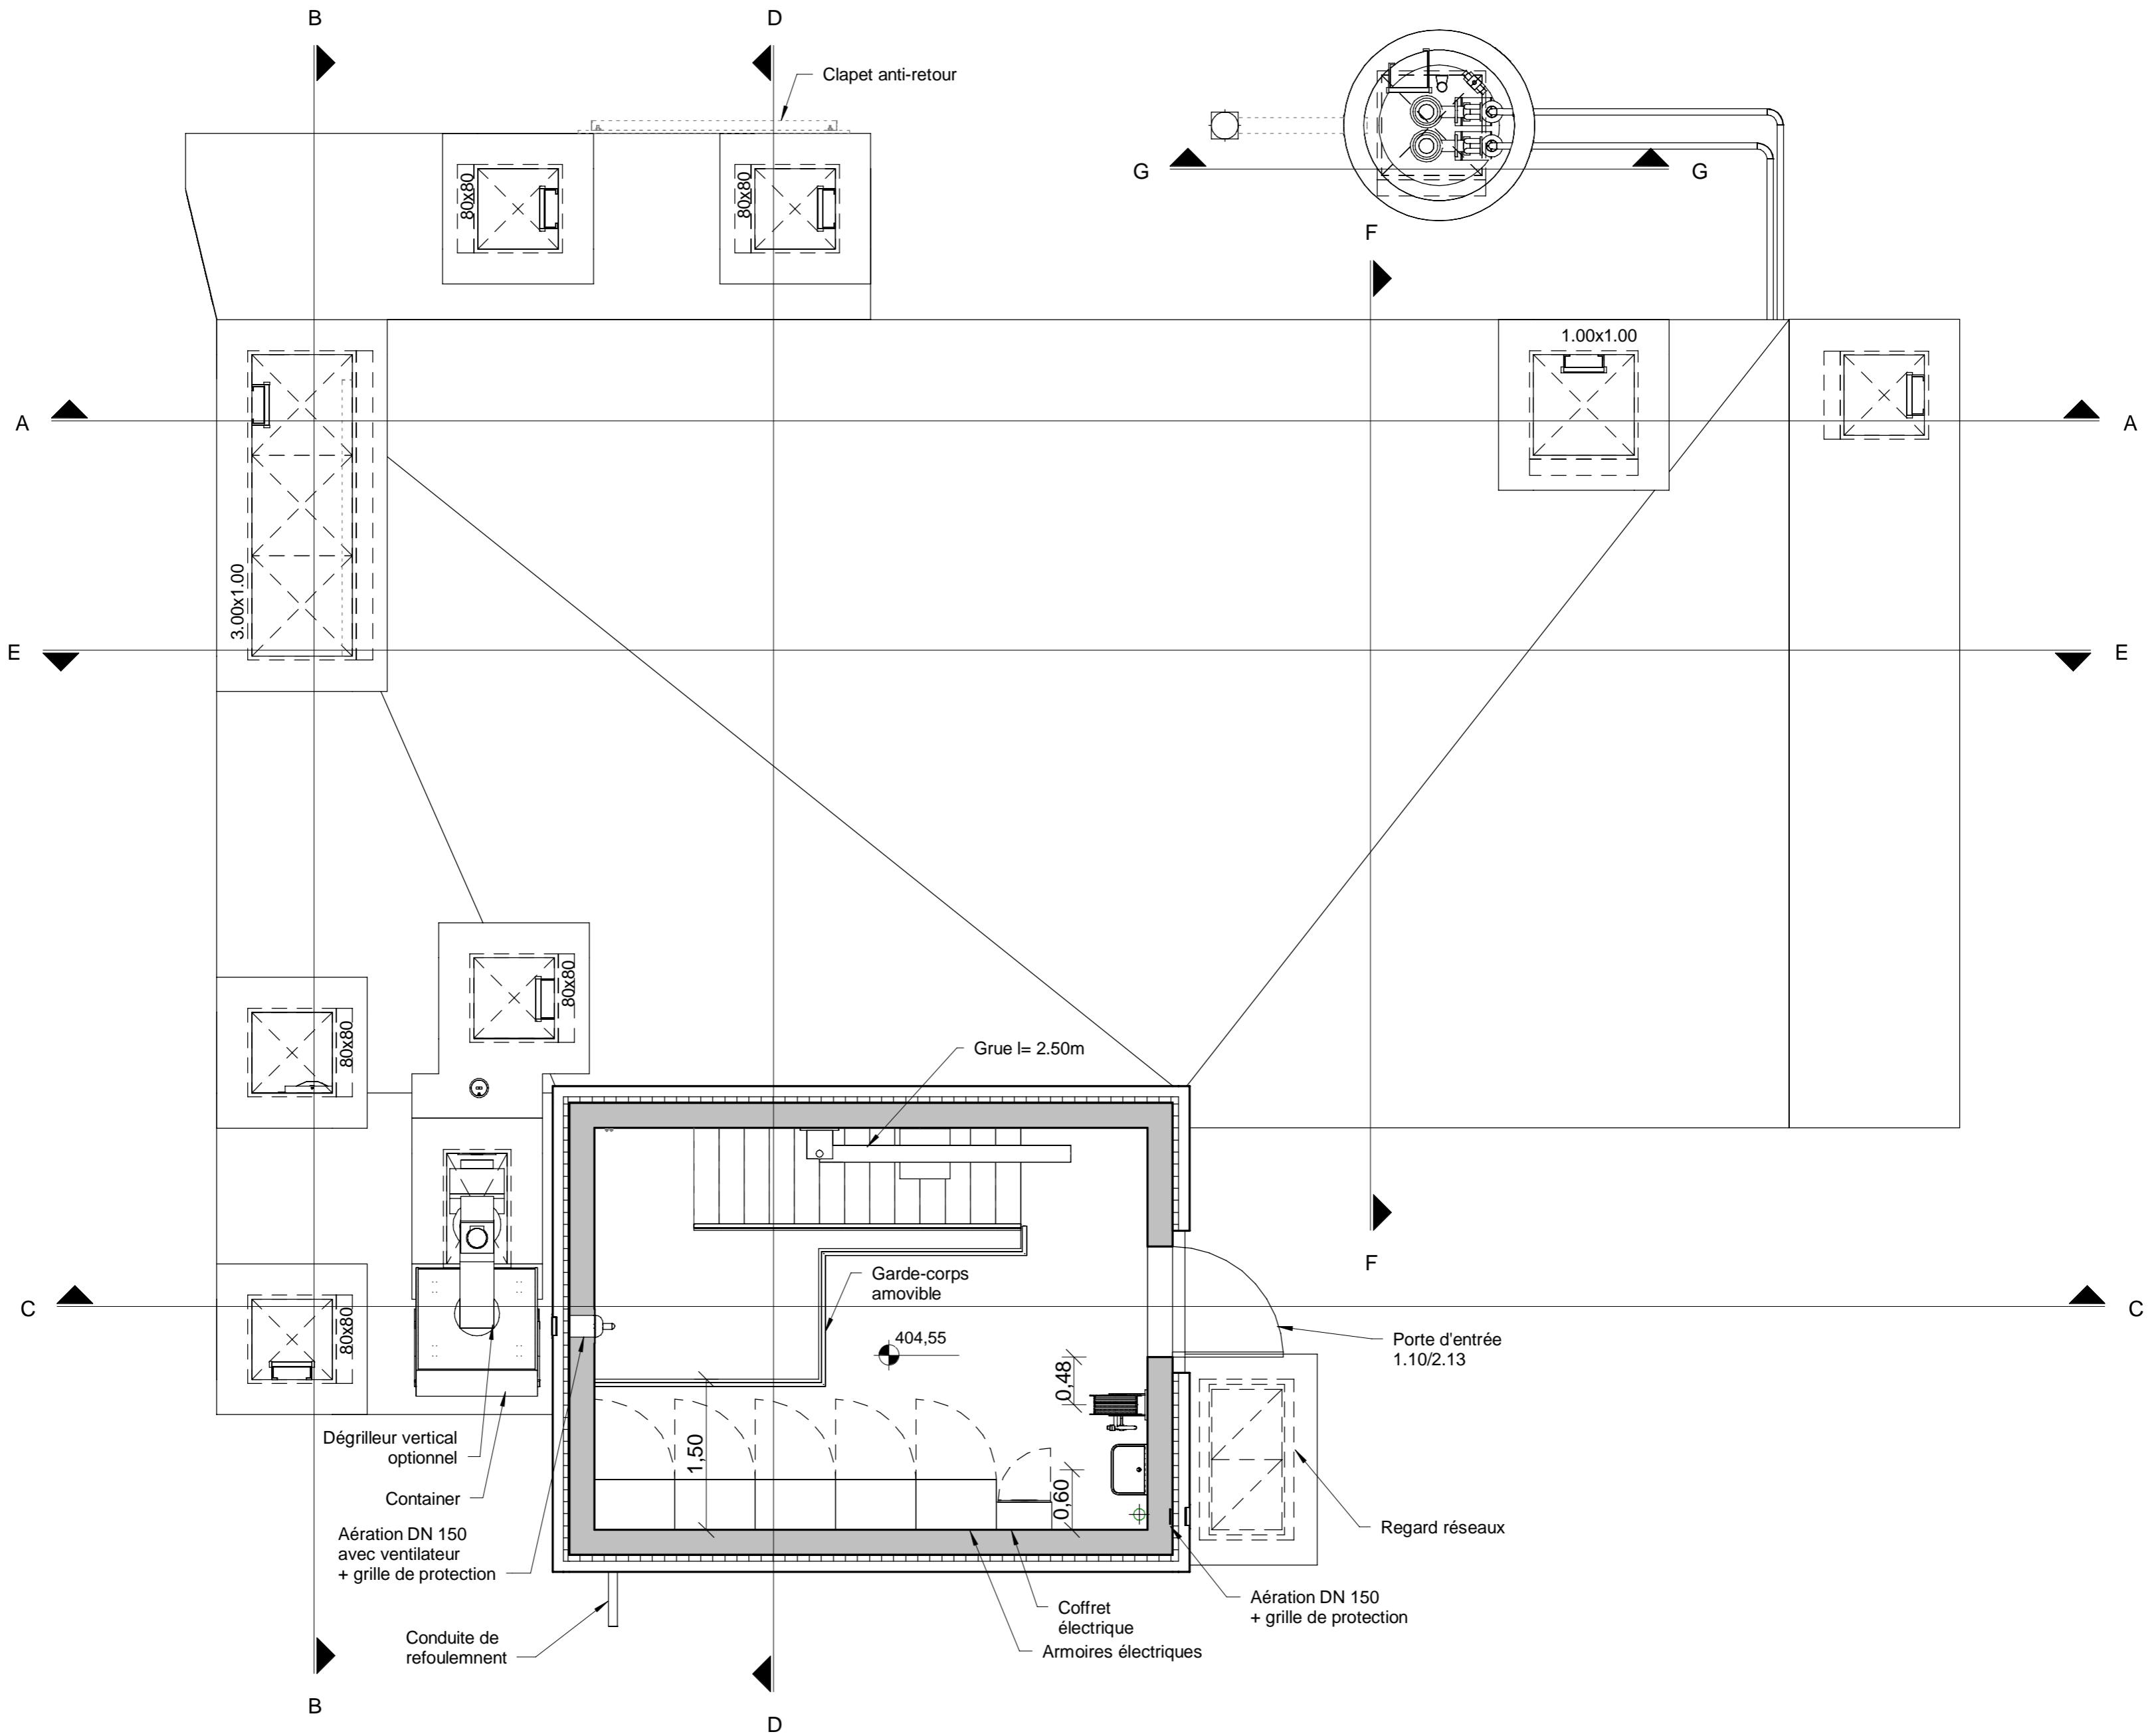 B
D
Clapet anti-retour
80x80
80x80
G
G
F
1.00x1.00
A
A
3.00x1.00
E
E
80x80
80x80
Grue l= 2.50m
F
Garde-corps
amovible
C
C
80x80
404,55
Porte d'entrée
1.10/2.13
0,48
Dégrilleur vertical
optionnel
1,50
0,60
Container
Regard réseaux
Aération DN 150
avec ventilateur
+ grille de protection
Coffret
électrique
Aération DN 150
+ grille de protection
Conduite de
refoulemnent
Armoires électriques
B
D